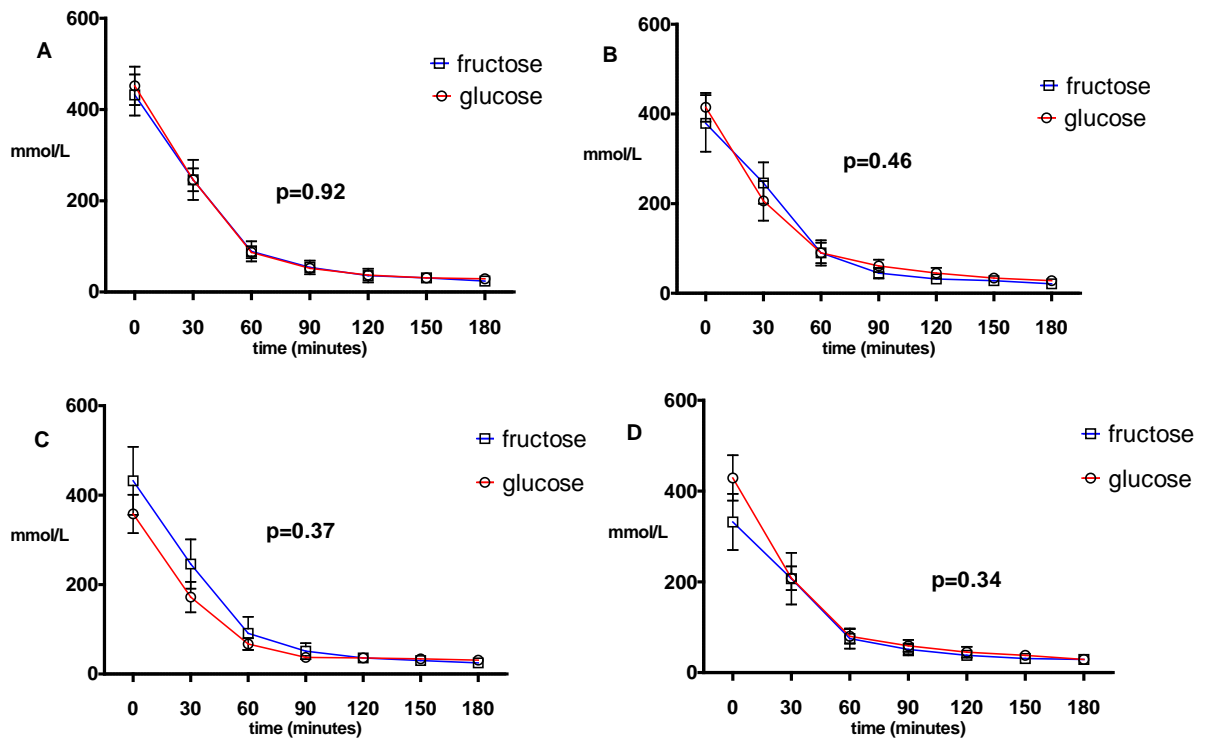 A
600
400
200
0
mmol/L
fructose
glucose
p=0.92
0 30 60 90 120 150 180
time (minutes)
B
600
400
200
0
mmol/L
fructose
glucose
p=0.46
0 30 60 90 120 150 180
time (minutes)
C
600
400
200
0
mmol/L
fructose
glucose
p=0.37
0 30 60 90 120 150 180
time (minutes)
D
600
400
200
0
mmol/L
fructose
glucose
p=0.34
0 30 60 90 120 150 180
time (minutes)